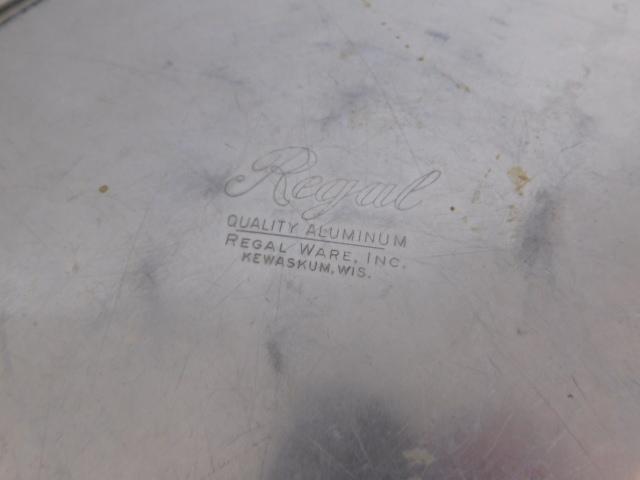 Regal
QUALITY ALUMINUM
REGAL WARE, INC.
KEWASKUM, WIS.